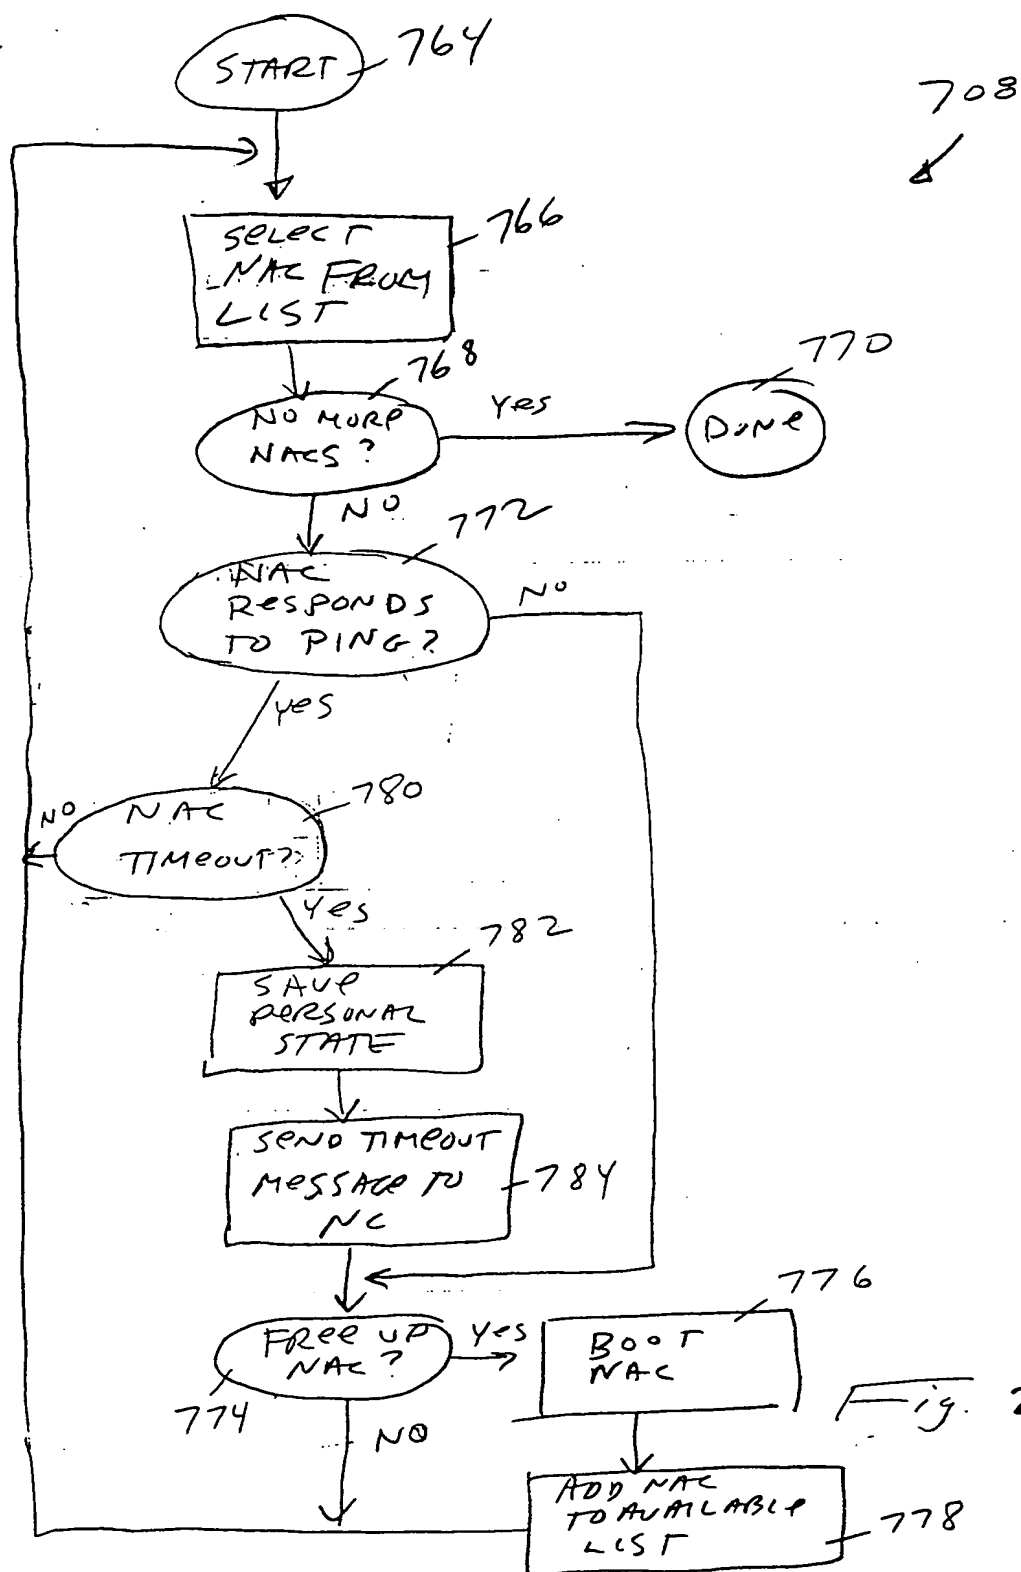 START
764
708
SELECT
NAC FROM
LIST
766
768
NO MORE
NACS?
Yes
770
DONE
NO
772
NAC
RESPONDS
TO PING?
NO
yes
780
NAC
TIMEOUT?
NO
Yes
782
SAVE
PERSONAL
STATE
SEND TIMEOUT
MESSAGE TO
NC
784
776
FREE UP
NAC?
Yes
BOOT
NAC
774
NO
Fig. 2
ADD NAC
TO AVAILABLE
LIST
778